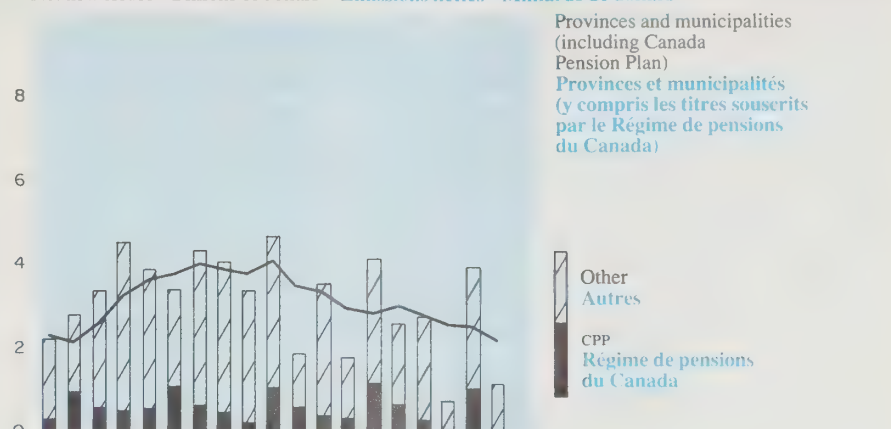 Provinces and municipalities
(including Canada
Pension Plan)
Provinces et municipalités
(y compris les titres souscrits
par le Régime de pensions
du Canada)
8
6
4
2
0
Other
Autres
CPP
Régime de pensions
du Canada